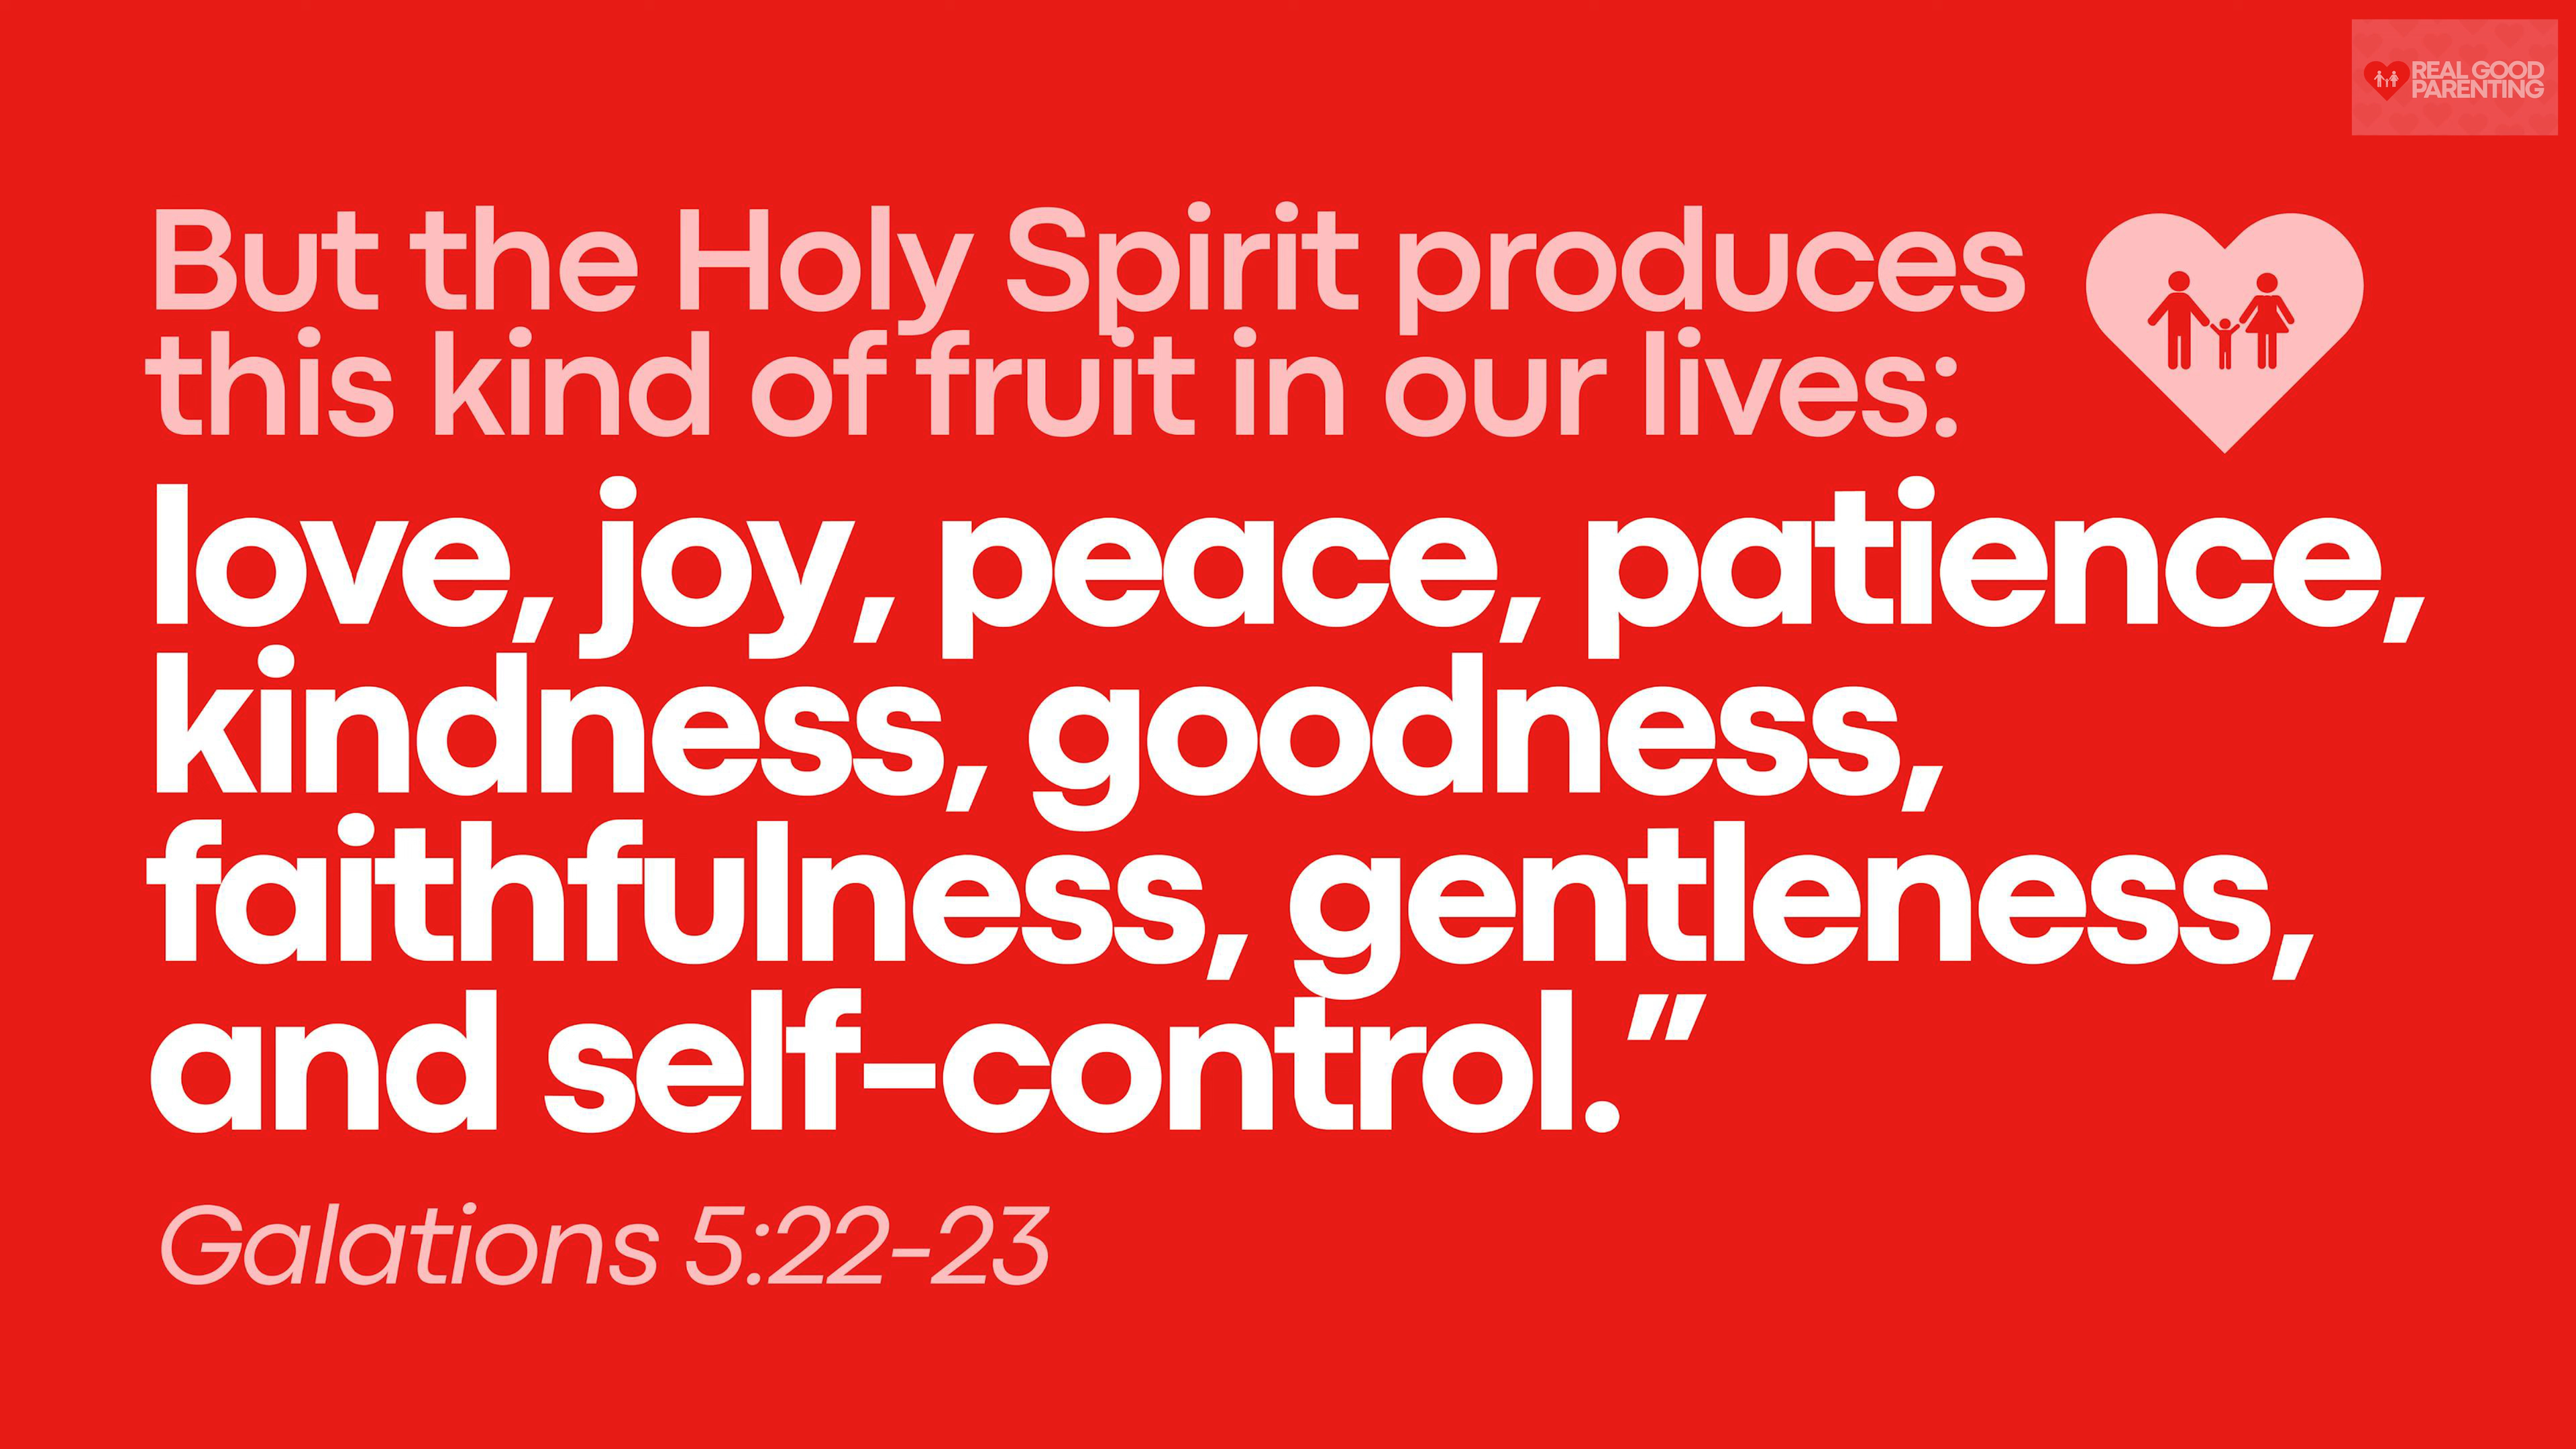 REAL GOOD
PARENTING
But the Holy Spirit produces
this kind of fruit in our lives:
love, joy, peace, patience,
kindness, goodness,
faithfulness, gentleness,
and self-control.”
Galations 5:22-23